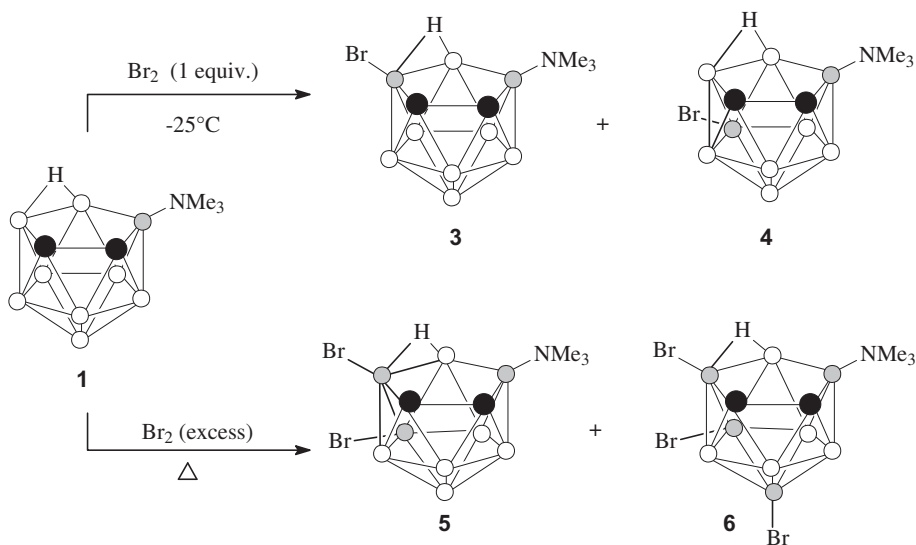 H
Br
NMe3
Br2 (1 equiv.)
-25°C
3
+
H
NMe3
Br
4
H
NMe3
1
Br2 (excess)
△
H
Br
NMe3
Br
5
+
H
Br
NMe3
Br
Br
6